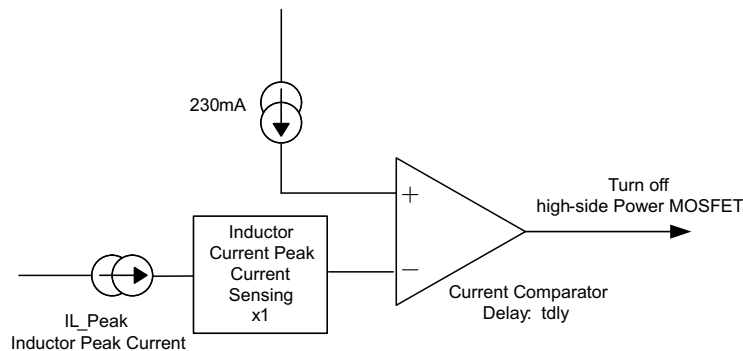 230mA
+
Inductor
Current Peak
Current
Sensing
x1
−
Turn off
high-side Power MOSFET
IL_Peak
Inductor Peak Current
Current Comparator
Delay: tdly